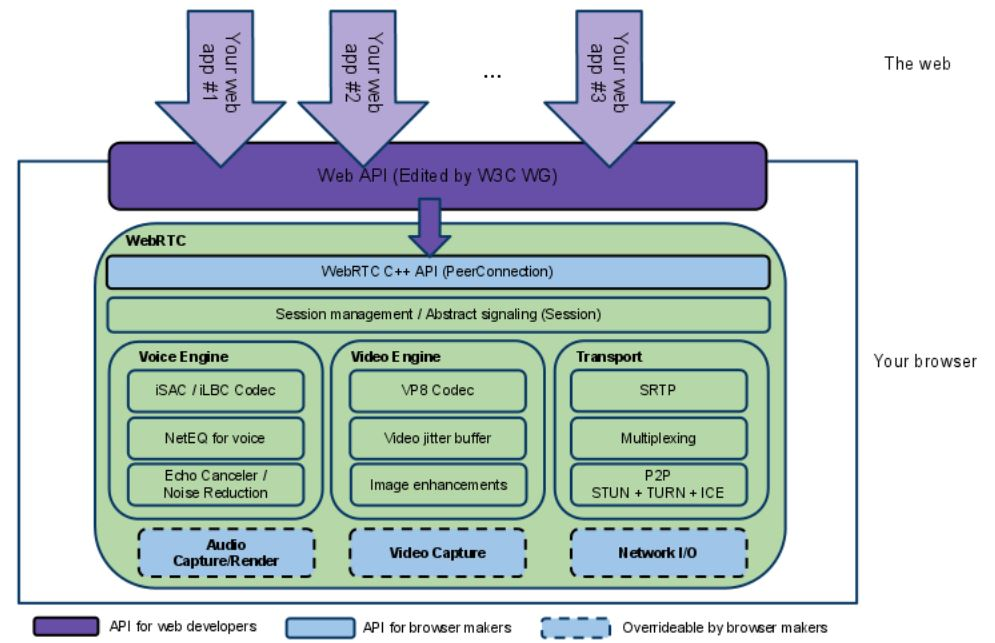 Your web
app #1
Your web
app #2
...
Your web
app #3
The web
Web API (Edited by W3C WG)
WebRTC
WebRTC C++ API (PeerConnection)
Session management / Abstract signaling (Session)
Your browser
Voice Engine
iSAC / iLBC Codec
NetEQ for voice
Echo Canceler /
Noise Reduction
Video Engine
VP8 Codec
Video jitter buffer
Image enhancements
Transport
SRTP
Multiplexing
P2P
STUN + TURN + ICE
Audio
Capture/Render
Video Capture
Network I/O
API for web developers
API for browser makers
Overrideable by browser makers